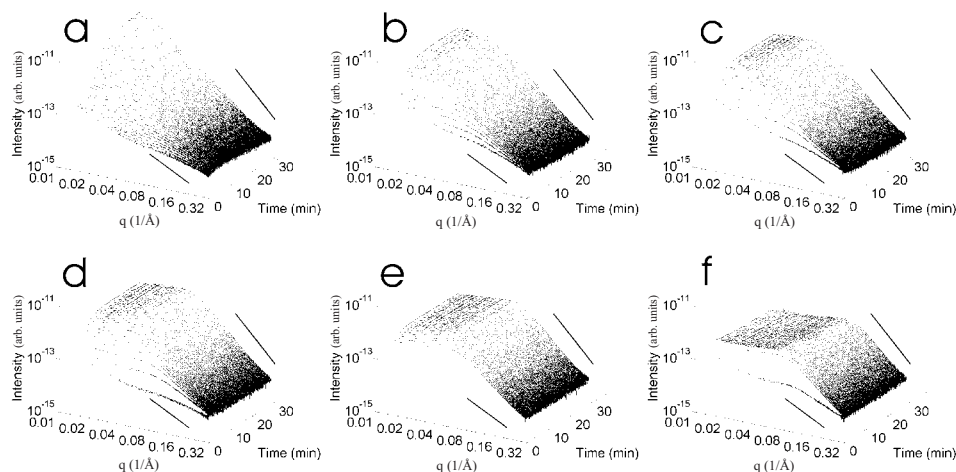 a
b
c
10-11
10-11
10-11
10-13
10-13
10-13
Intensity (arb. units)
Intensity (arb. units)
Intensity (arb. units)
10-15
10-15
10-15
0.01 0.02 0.04 0.08 0.16 0.32
0.01 0.02 0.04 0.08 0.16 0.32
0.01 0.02 0.04 0.08 0.16 0.32
0 10 20 30
0 10 20 30
0 10 20 30
q (1/Å)
Time (min)
q (1/Å)
Time (min)
q (1/Å)
Time (min)
d
e
f
10-11
10-11
10-11
10-13
10-13
10-13
Intensity (arb. units)
Intensity (arb. units)
Intensity (arb. units)
10-15
10-15
10-15
0.01 0.02 0.04 0.08 0.16 0.32
0.01 0.02 0.04 0.08 0.16 0.32
0.01 0.02 0.04 0.08 0.16 0.32
0 10 20 30
0 10 20 30
0 10 20 30
q (1/Å)
Time (min)
q (1/Å)
Time (min)
q (1/Å)
Time (min)